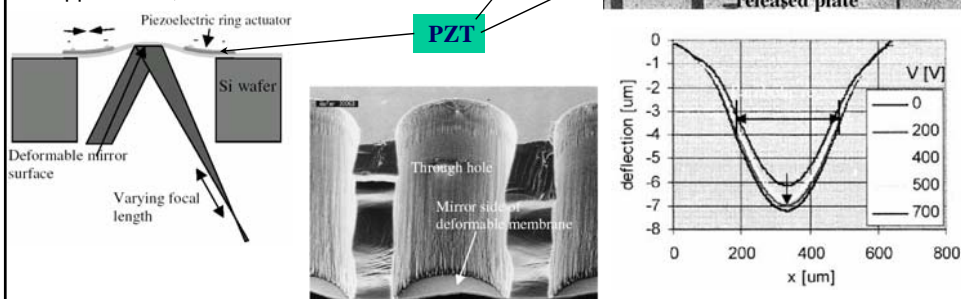 released plate
Piezoelectric ring actuator
PZT
Si wafer
Deformable mirror
surface
Varying focal
length
Through hole
Mirror side of
deformable membrane
0
-1
-2
-3
-4
-5
-6
-7
-8
deflection [um]
0 200 400 600 800
x [um]
V [V]
0
200
400
500
700